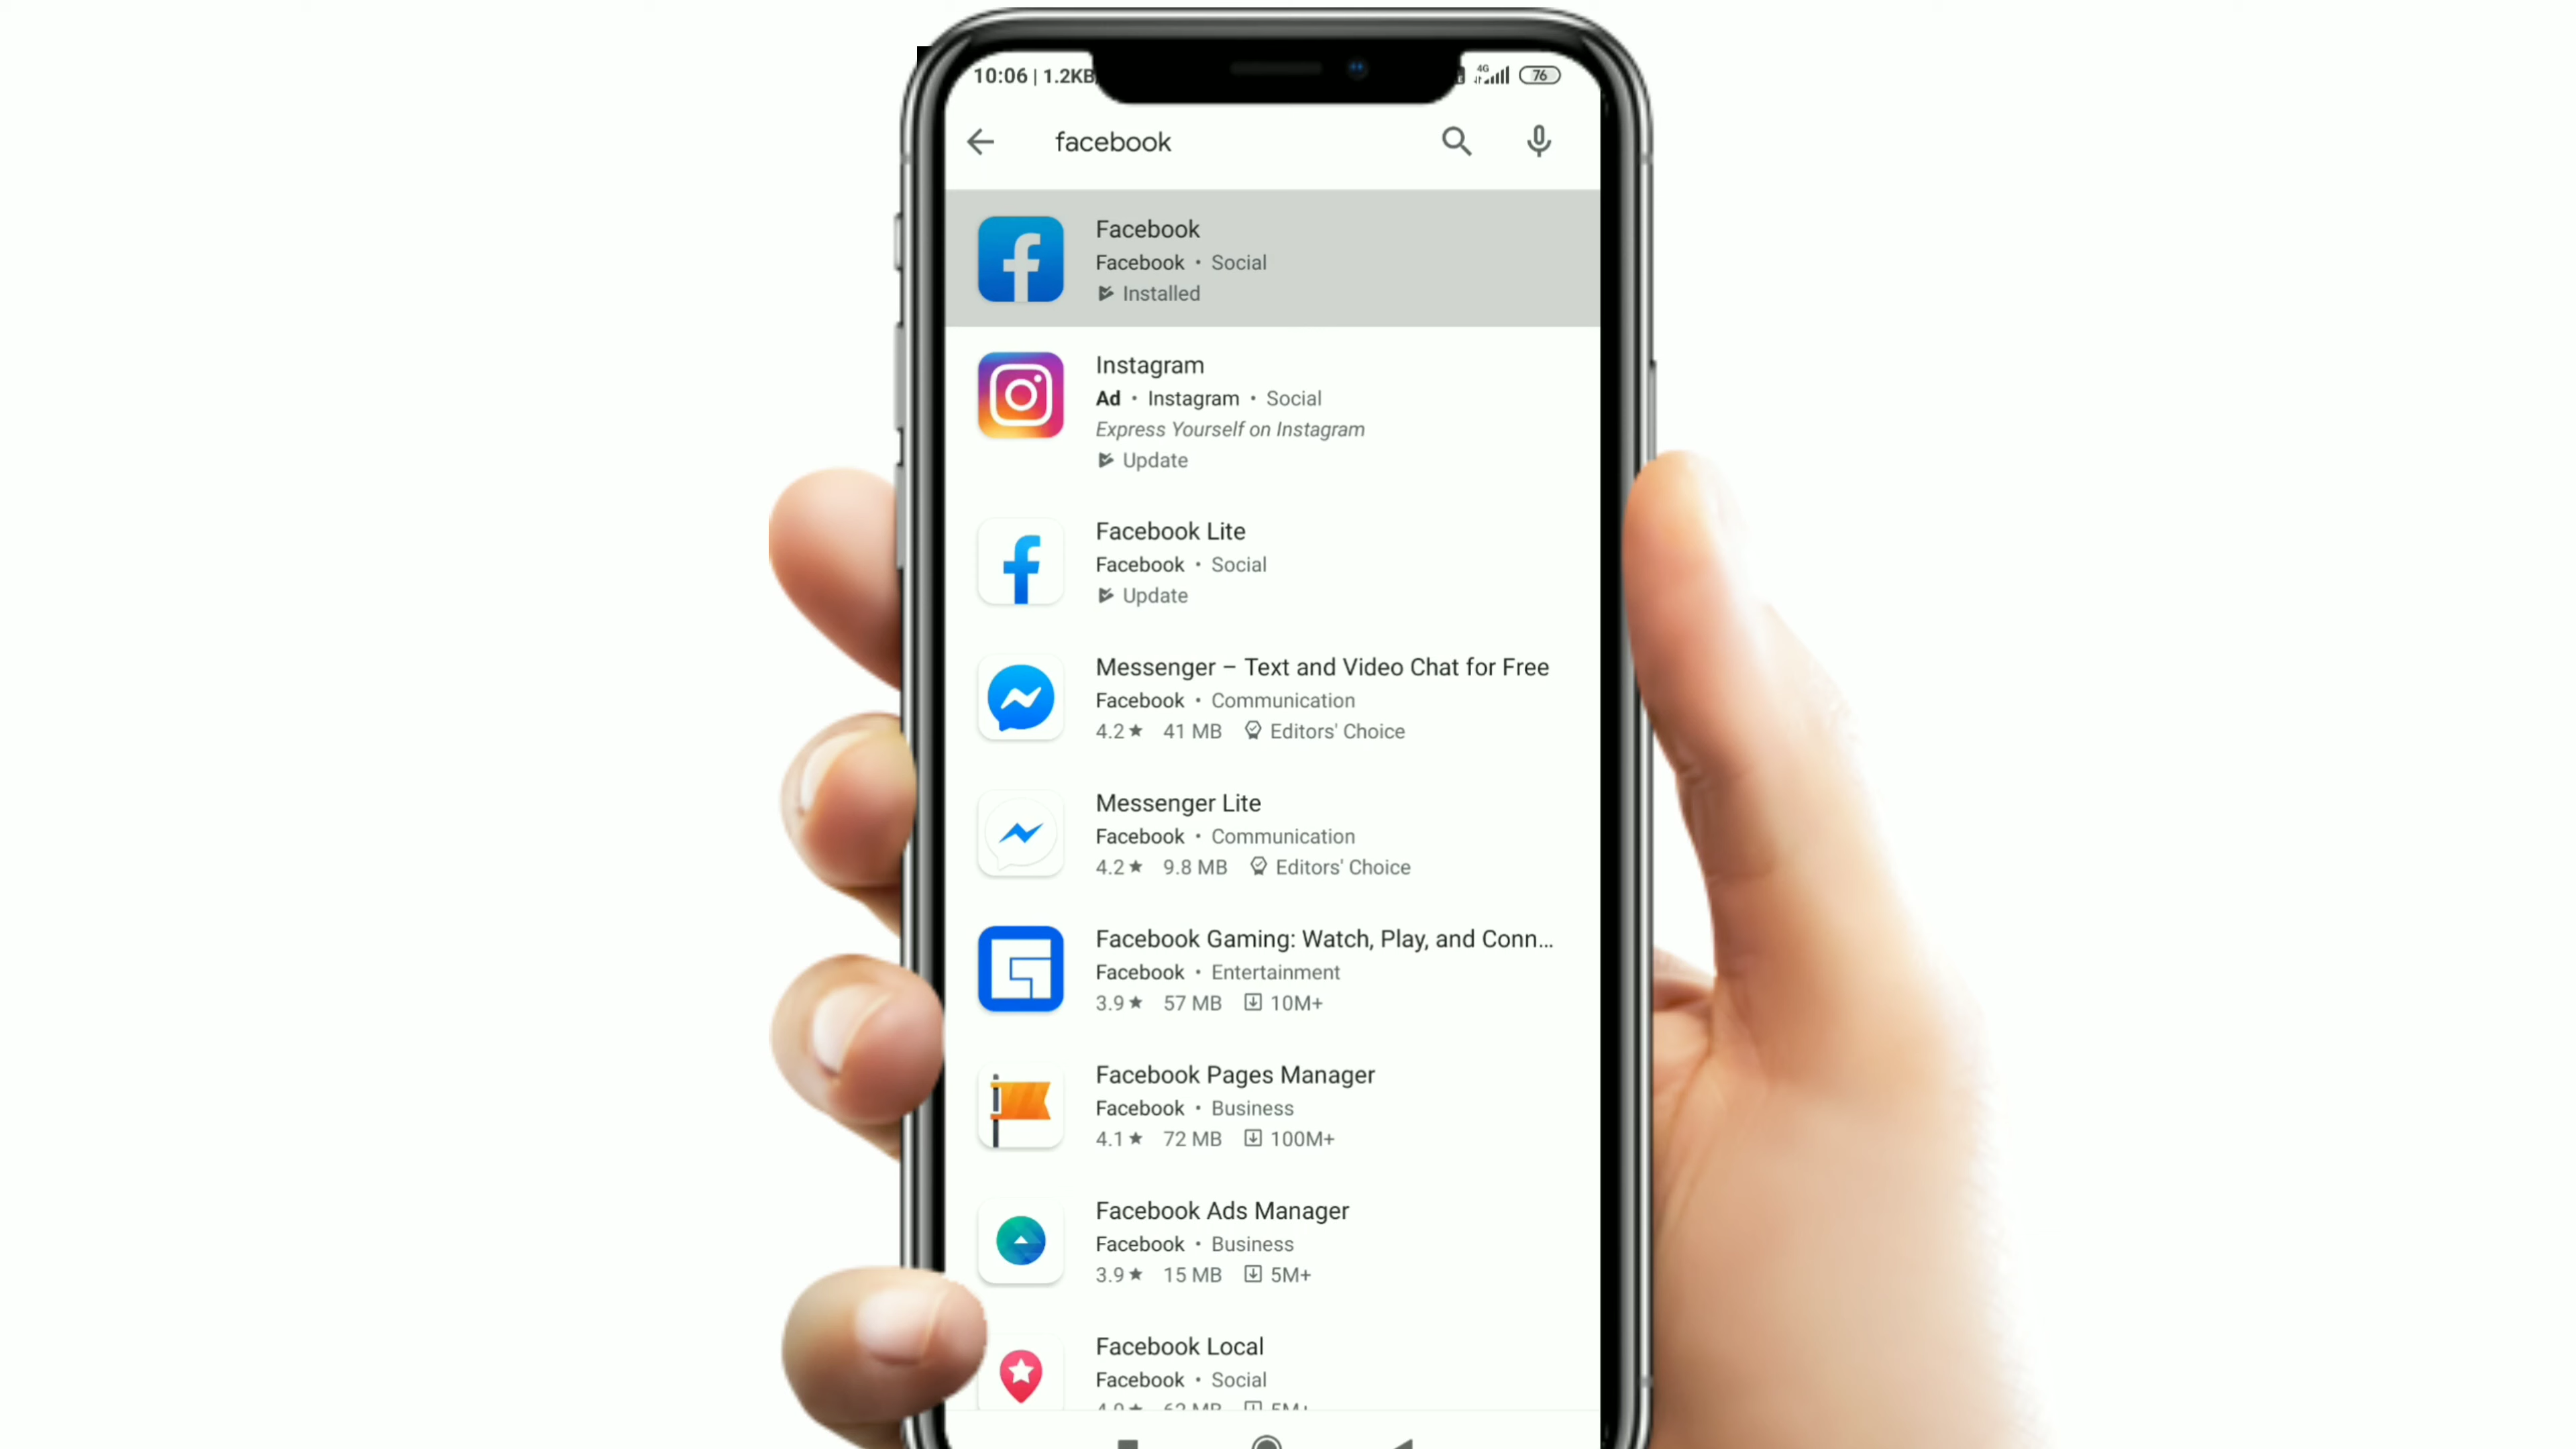 10:06 | 1.2KB
4G
76
facebook
Facebook
Facebook • Social
Installed
Instagram
Ad • Instagram • Social
Express Yourself on Instagram
Update
Facebook Lite
Facebook • Social
Update
Messenger – Text and Video Chat for Free
Facebook • Communication
4.2★ 41 MB Editors' Choice
Messenger Lite
Facebook • Communication
4.2★ 9.8 MB Editors' Choice
Facebook Gaming: Watch, Play, and Conn...
Facebook • Entertainment
3.9★ 57 MB 10M+
Facebook Pages Manager
Facebook • Business
4.1★ 72 MB 100M+
Facebook Ads Manager
Facebook • Business
3.9★ 15 MB 5M+
Facebook Local
Facebook • Social